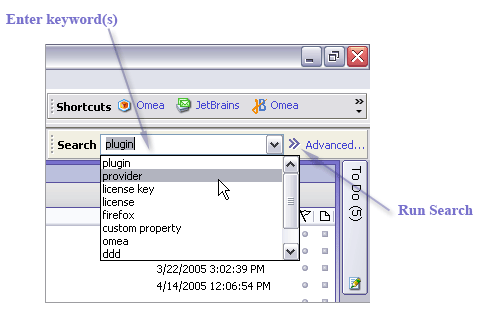 Enter keyword(s)
Shortcuts Omea JetBrains Omea
Search plugin Advanced...
plugin
provider
license key
license
firefox
custom property
omea
ddd
To Do (5)
Run Search
3/22/2005 3:02:39 PM
4/14/2005 12:06:54 PM